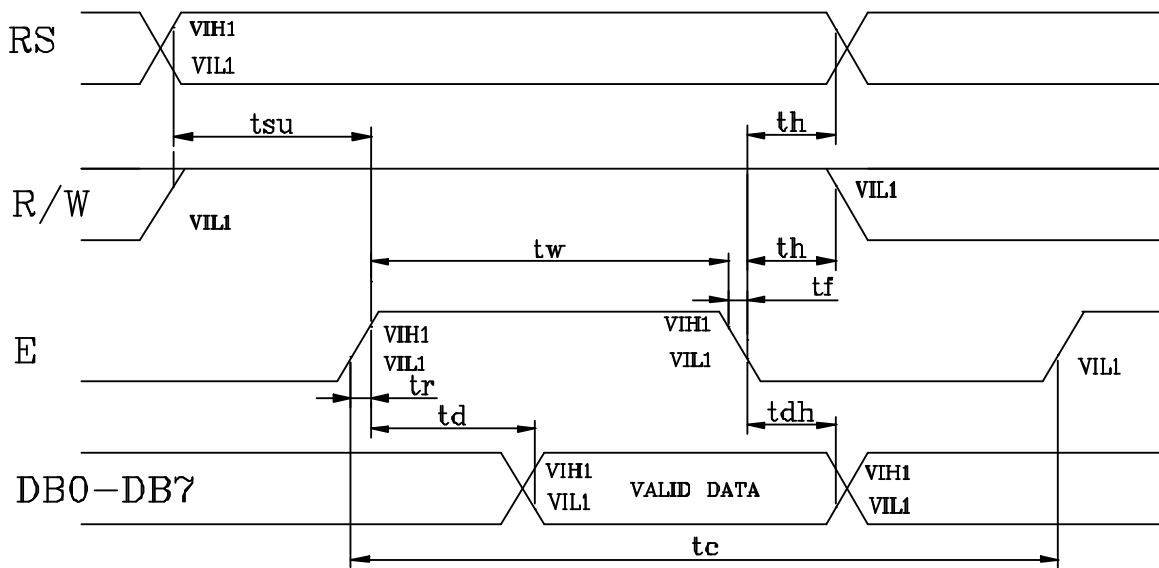 RS
VIH1
VIL1
tsu
th
R/W
VIL1
VIL1
tw
th
tf
E
VIH1
VIL1
VIH1
VIL1
VIL1
tr
td
tdh
DB0-DB7
VIH1
VIL1
VALID DATA
VIH1
VIL1
tc